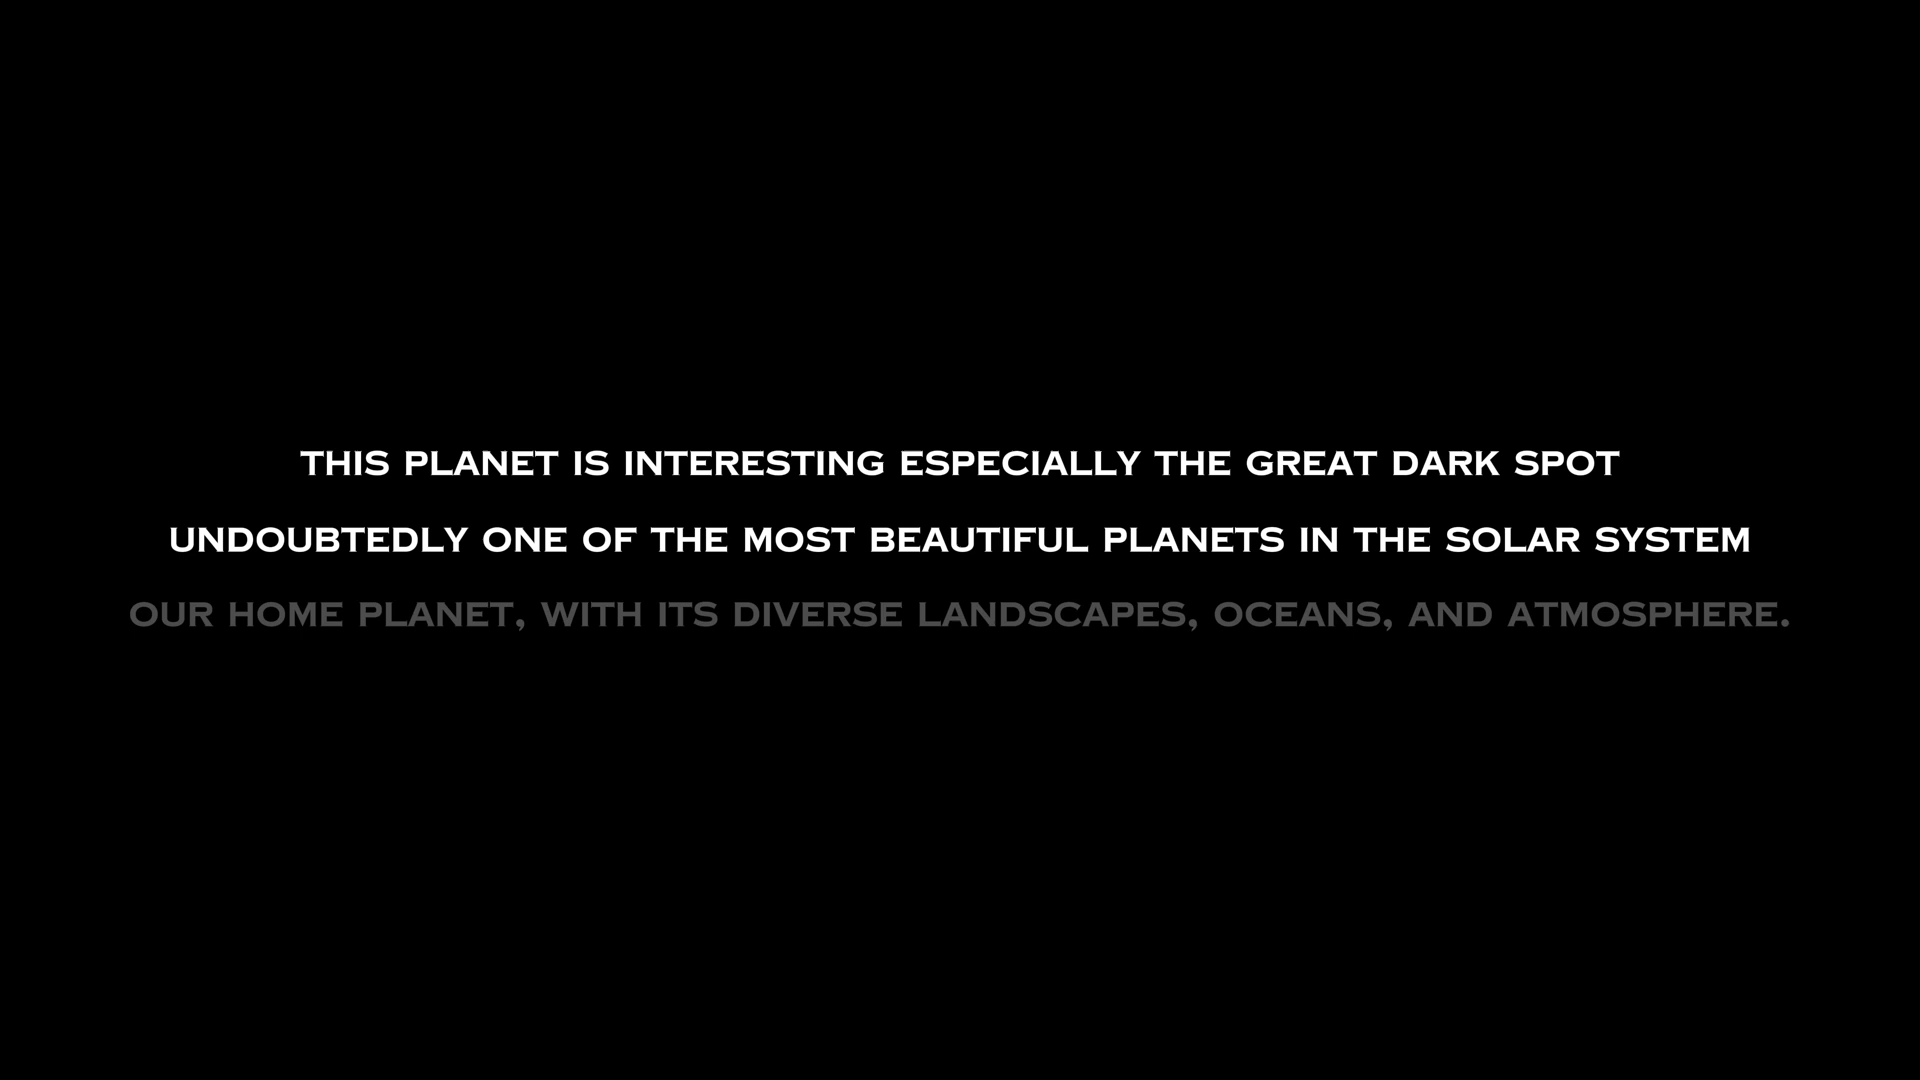 THIS PLANET IS INTERESTING ESPECIALLY THE GREAT DARK SPOT
UNDOUBTEDLY ONE OF THE MOST BEAUTIFUL PLANETS IN THE SOLAR SYSTEM
OUR HOME PLANET, WITH ITS DIVERSE LANDSCAPES, OCEANS, AND ATMOSPHERE.